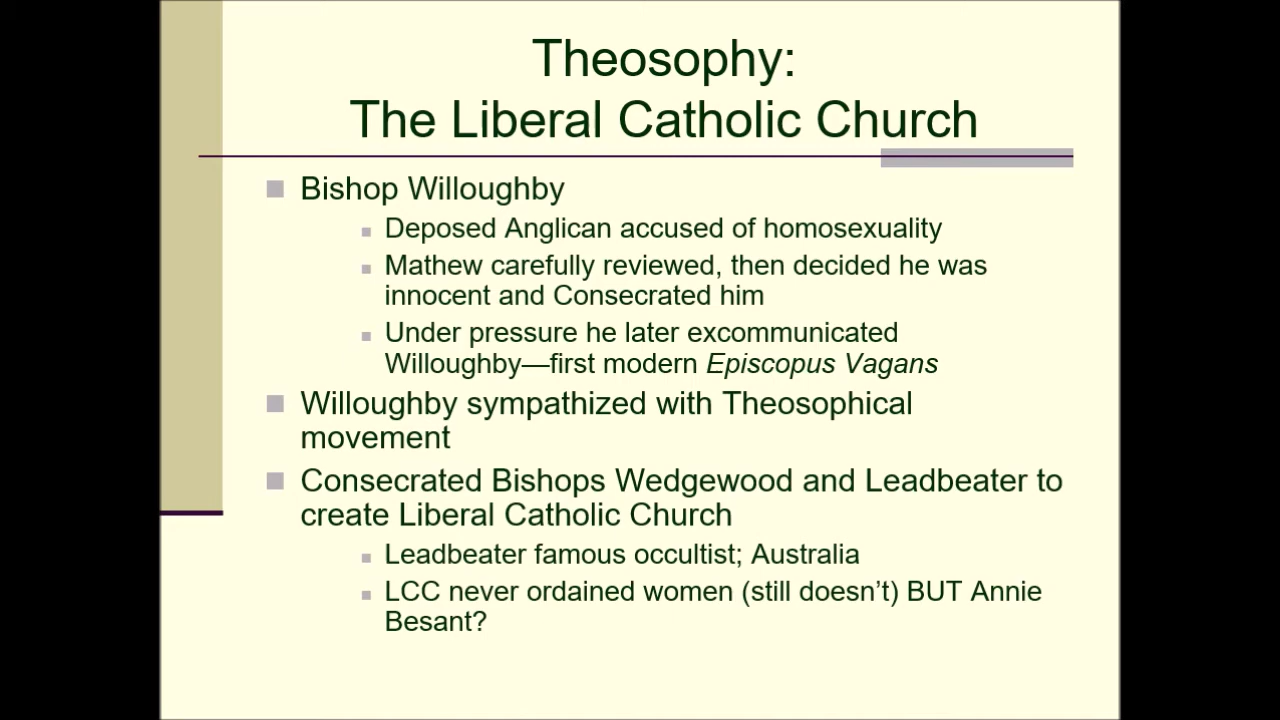 Theosophy:
The Liberal Catholic Church
Bishop Willoughby
Deposed Anglican accused of homosexuality
Mathew carefully reviewed, then decided he was
innocent and Consecrated him
Under pressure he later excommunicated
Willoughby—first modern Episcopus Vagans
Willoughby sympathized with Theosophical
movement
Consecrated Bishops Wedgewood and Leadbeater to
create Liberal Catholic Church
Leadbeater famous occultist; Australia
LCC never ordained women (still doesn’t) BUT Annie
Besant?